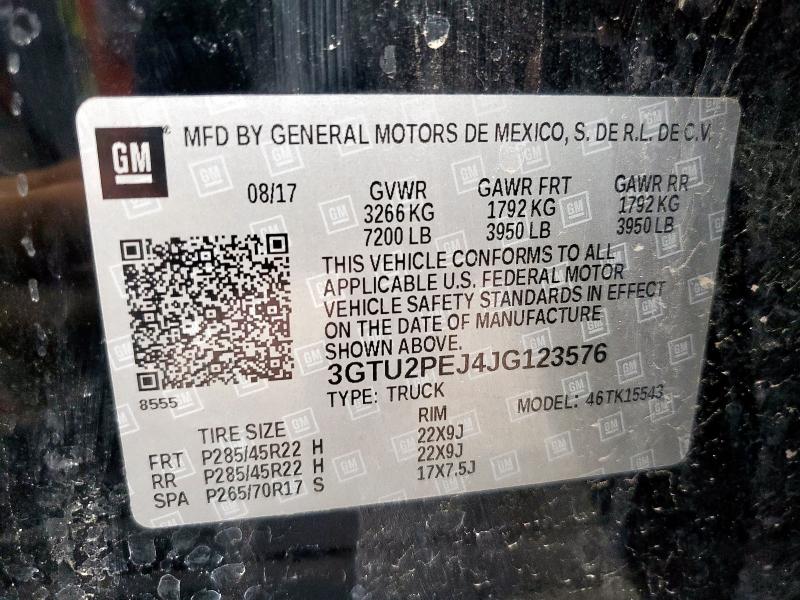 GM
MFD BY GENERAL MOTORS DE MEXICO, S. DE R.L. DE C.V.
08/17 GVWR GAWR FRT GAWR RR
3266 KG 1792 KG 1792 KG
7200 LB 3950 LB 3950 LB
THIS VEHICLE CONFORMS TO ALL
APPLICABLE U.S. FEDERAL MOTOR
VEHICLE SAFETY STANDARDS IN EFFECT
ON THE DATE OF MANUFACTURE
SHOWN ABOVE.
3GTU2PEJ4JG123576
8555 TYPE: TRUCK MODEL: 46TK15543
TIRE SIZE RIM
FRT P285/45R22 H 22X9J
RR P285/45R22 H 22X9J
SPA P265/70R17 S 17X7.5J